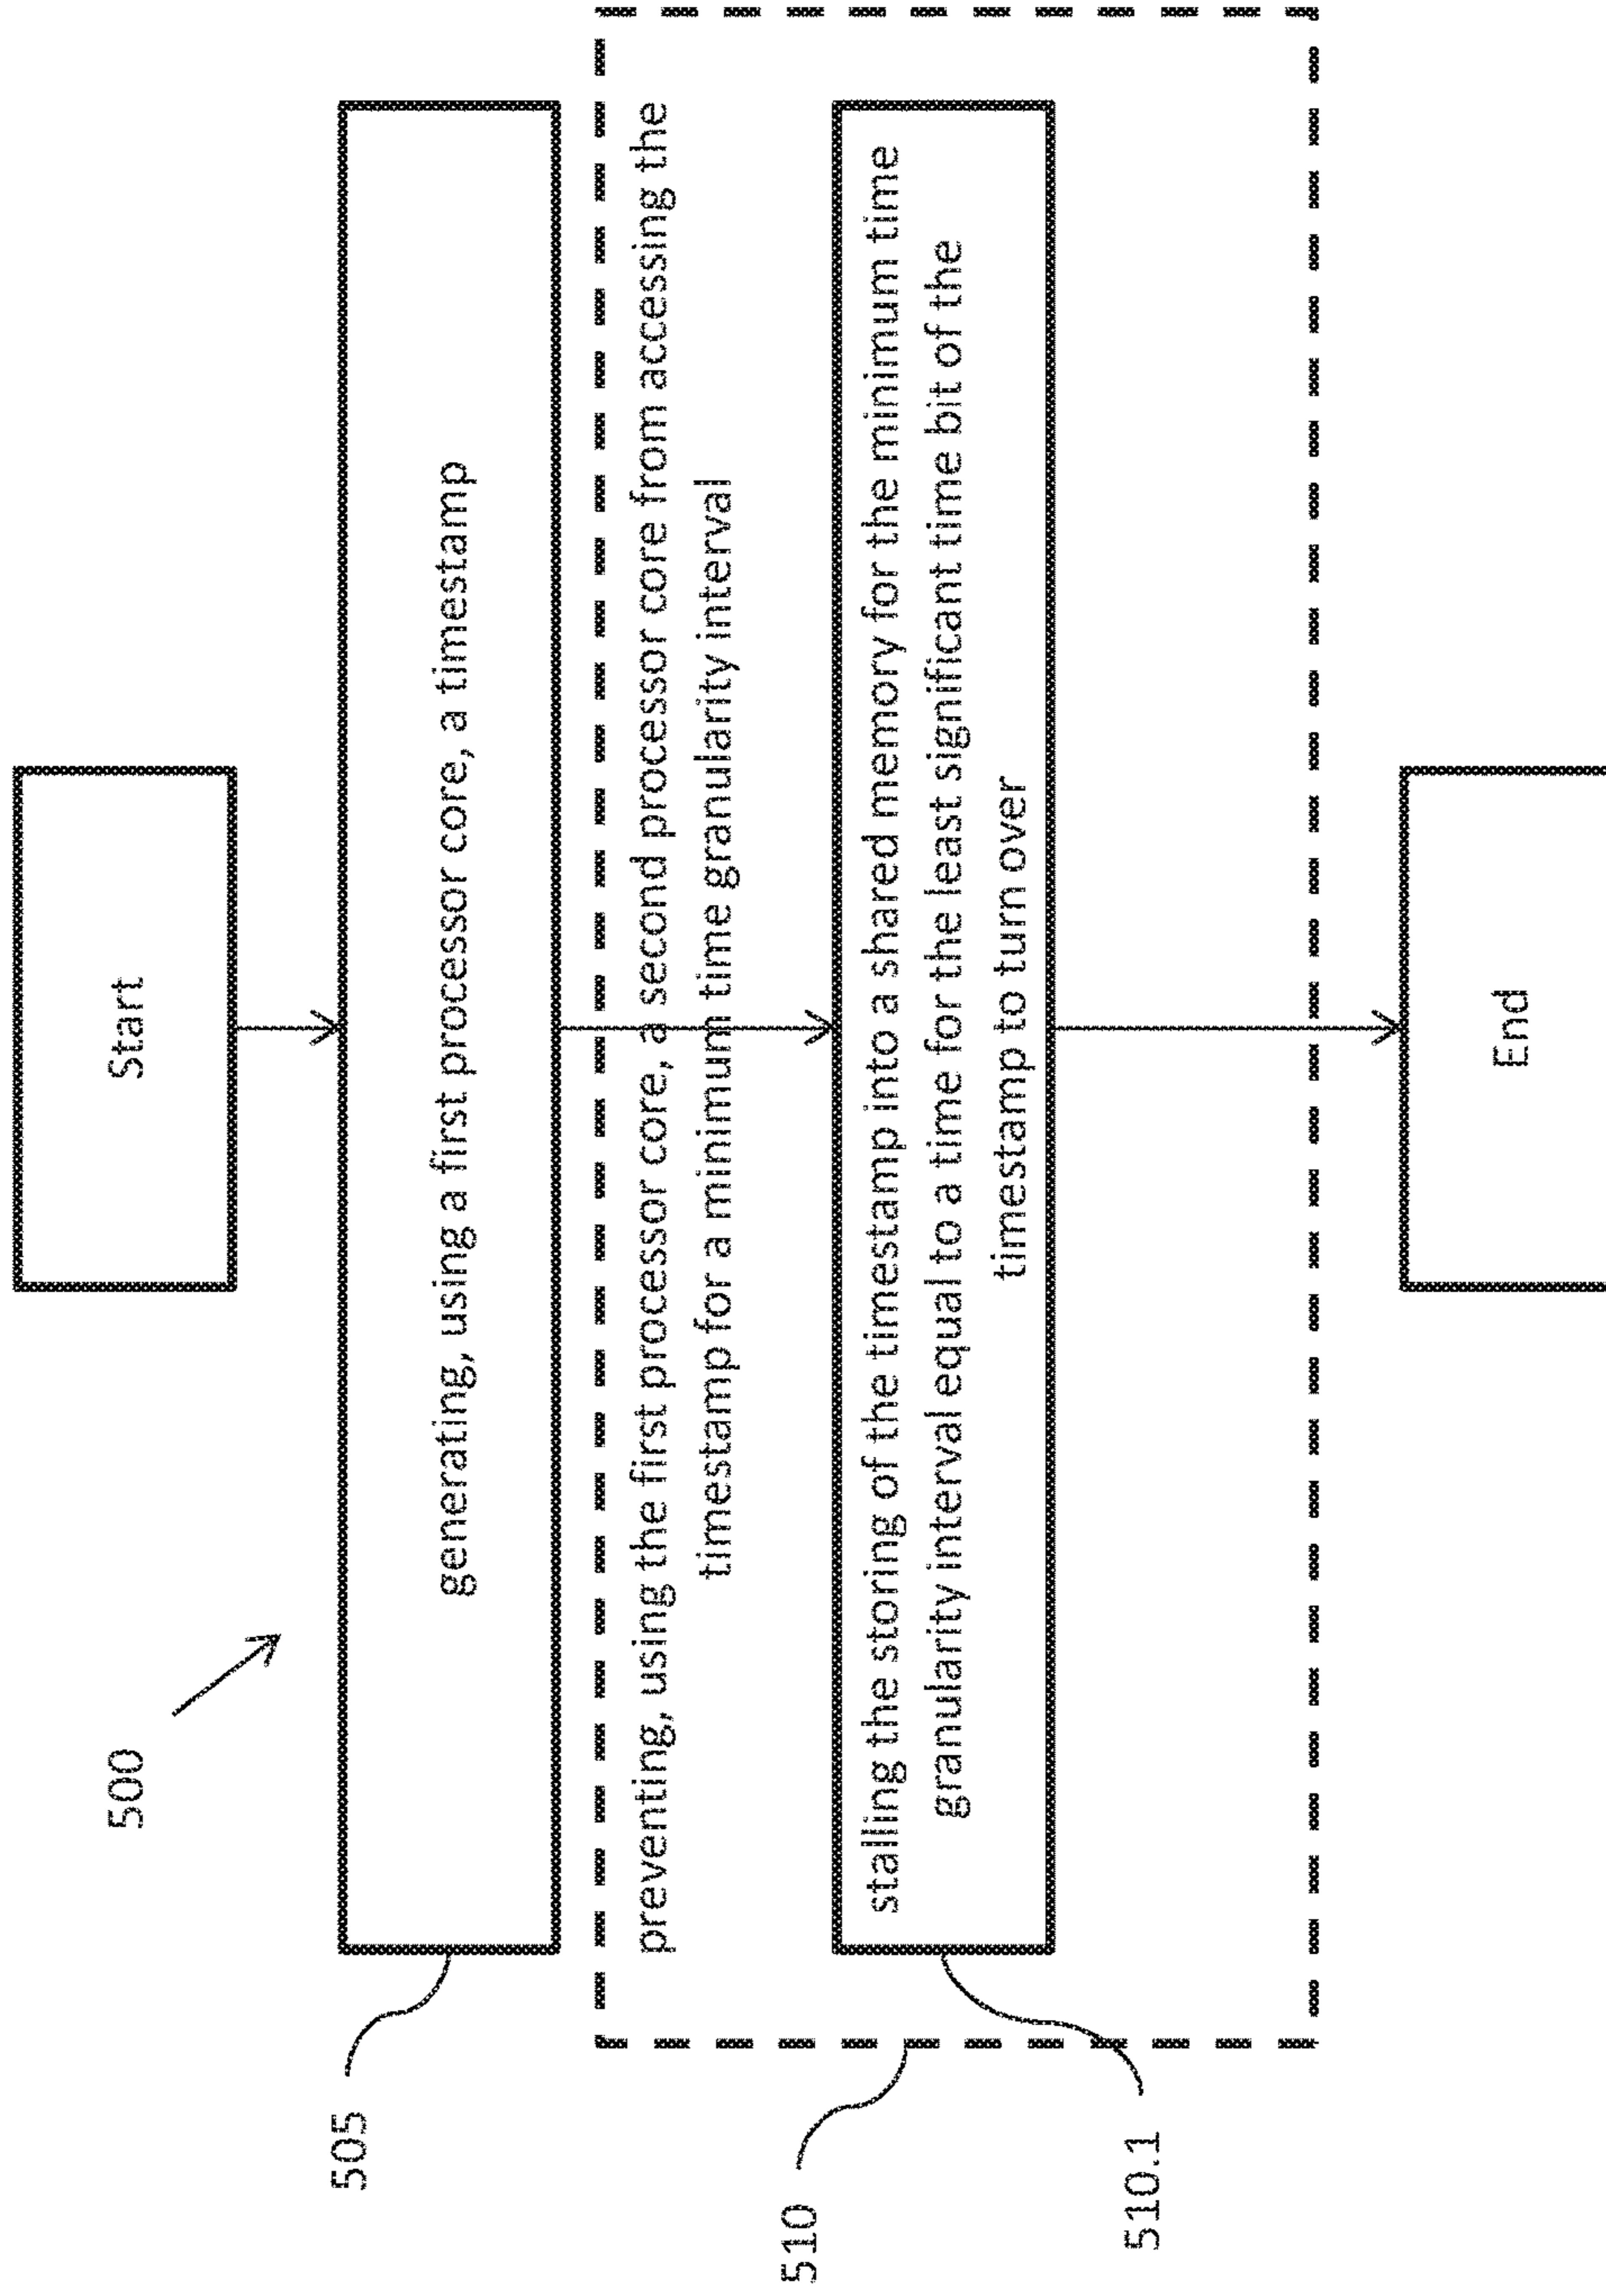 500
Start
505
generating, using a first processor core, a timestamp
510
preventing, using the first processor core, a second processor core from accessing the
timestamp for a minimum time granularity interval
510.1
stalling the storing of the timestamp into a shared memory for the minimum time
granularity interval equal to a time for the least significant time bit of the
timestamp to turn over
End